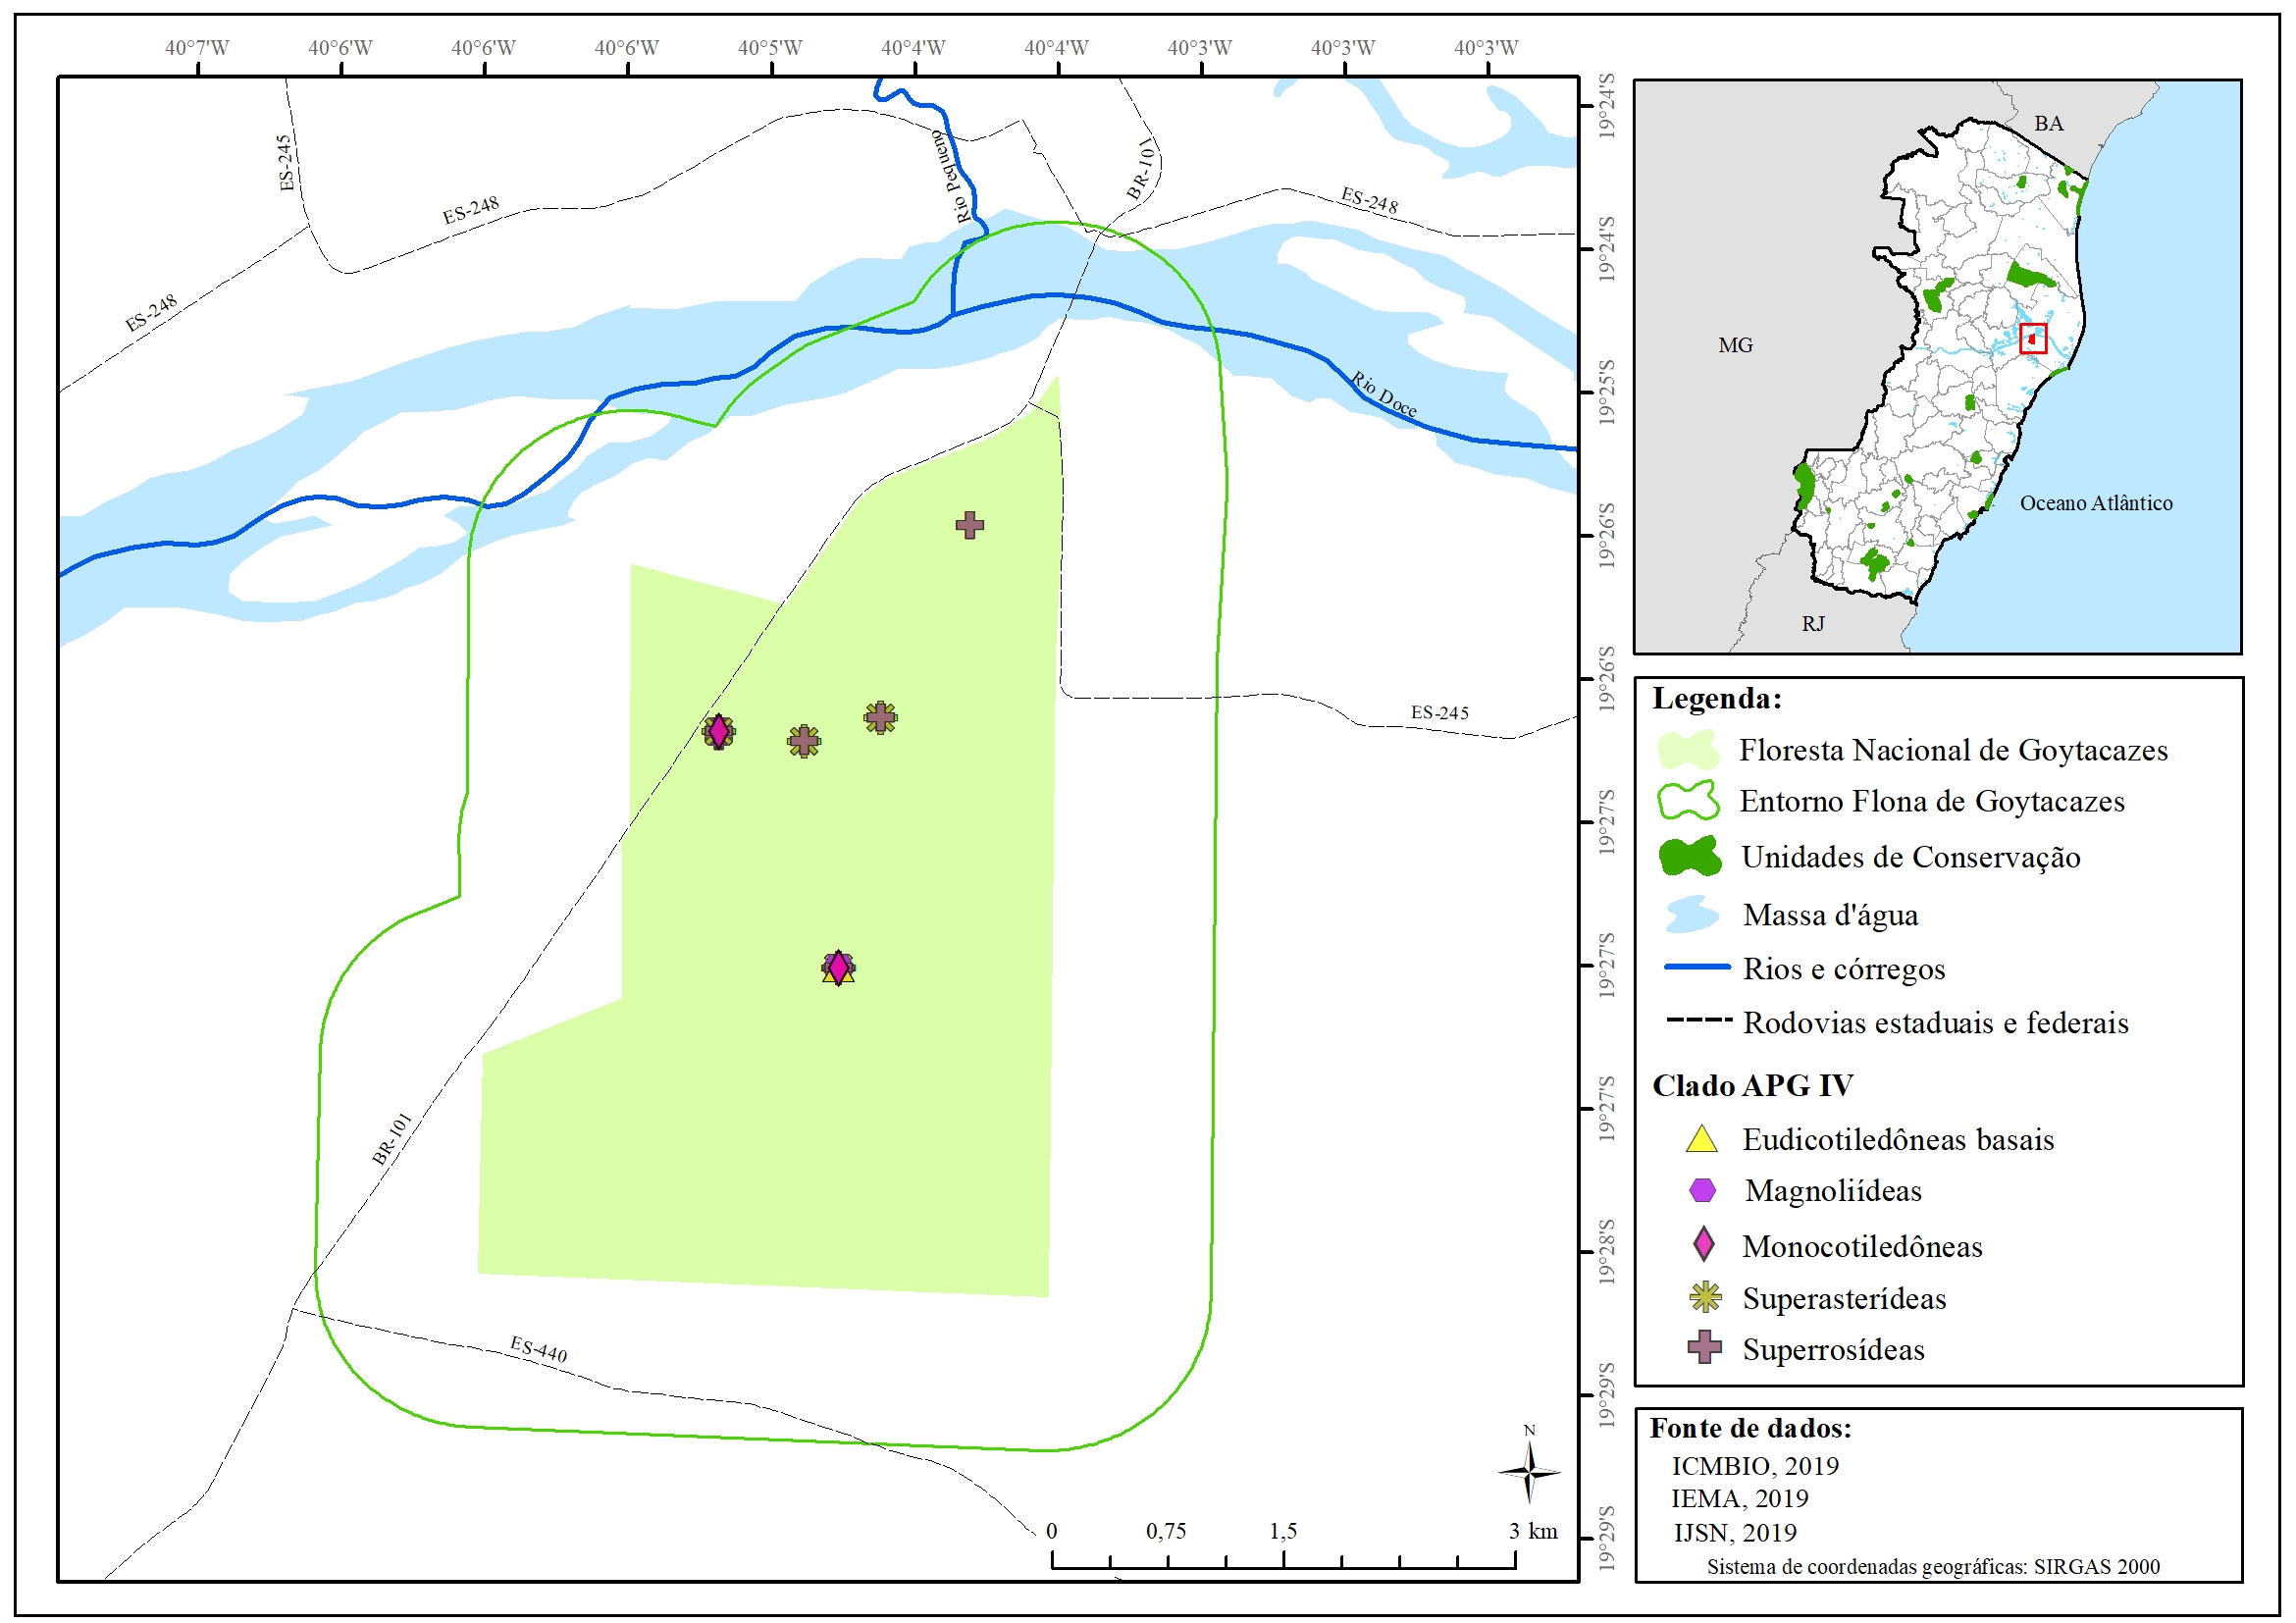 40°7'W 40°6'W 40°6'W 40°6'W 40°5'W 40°4'W 40°4'W 40°3'W 40°3'W 40°3'W
19°24'S
19°24'S
19°25'S
19°26'S
19°26'S
19°27'S
19°27'S
19°27'S
19°28'S
19°29'S
19°29'S
ES-245
ES-248
ES-248
Rio Pequeno
BR-101
ES-248
Rio Doce
ES-245
BR-101
ES-440
N
0 0,75 1,5 3 km
BA
MG
Oceano Atlântico
RJ
Legenda:
Floresta Nacional de Goytacazes
Entorno Flona de Goytacazes
Unidades de Conservação
Massa d'água
Rios e córregos
Rodovias estaduais e federais
Clado APG IV
Eudicotiledôneas basais
Magnoliídeas
Monocotiledôneas
Superasterídeas
Superrosídeas
Fonte de dados:
ICMBIO, 2019
IEMA, 2019
IJSN, 2019
Sistema de coordenadas geográficas: SIRGAS 2000